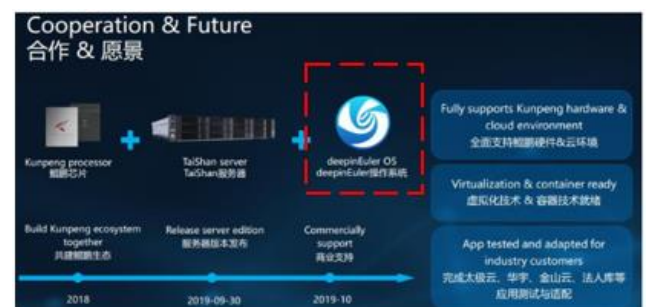 Cooperation & Future
合作 & 愿景
Kunpeng processor
鲲鹏芯片
TaiShan server
TaiShan服务器
deepinEuler OS
deepinEuler操作系统
Build Kunpeng ecosystem
together
共建鲲鹏生态
Release server edition
服务器版本发布
Commercially
support
商业支持
2018
2019-09-30
2019-10
Fully supports Kunpeng hardware &
cloud environment
全面支持鲲鹏硬件&云环境
Virtualization & container ready
虚拟化技术 & 容器技术就绪
App tested and adapted for
industry customers
完成太极云、华宇、金山云、法人库等
应用测试与适配